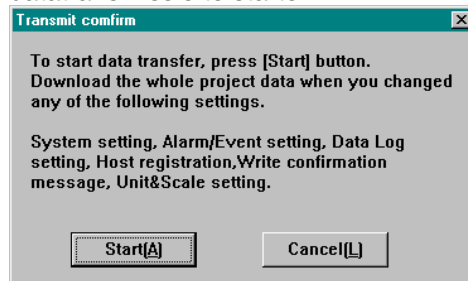 Transmit comfirm
To start data transfer, press [Start] button.
Download the whole project data when you changed
any of the following settings.
System setting, Alarm/Event setting, Data Log
setting, Host registration,Write confirmation
message, Unit&Scale setting.
Start(A) Cancel(L)